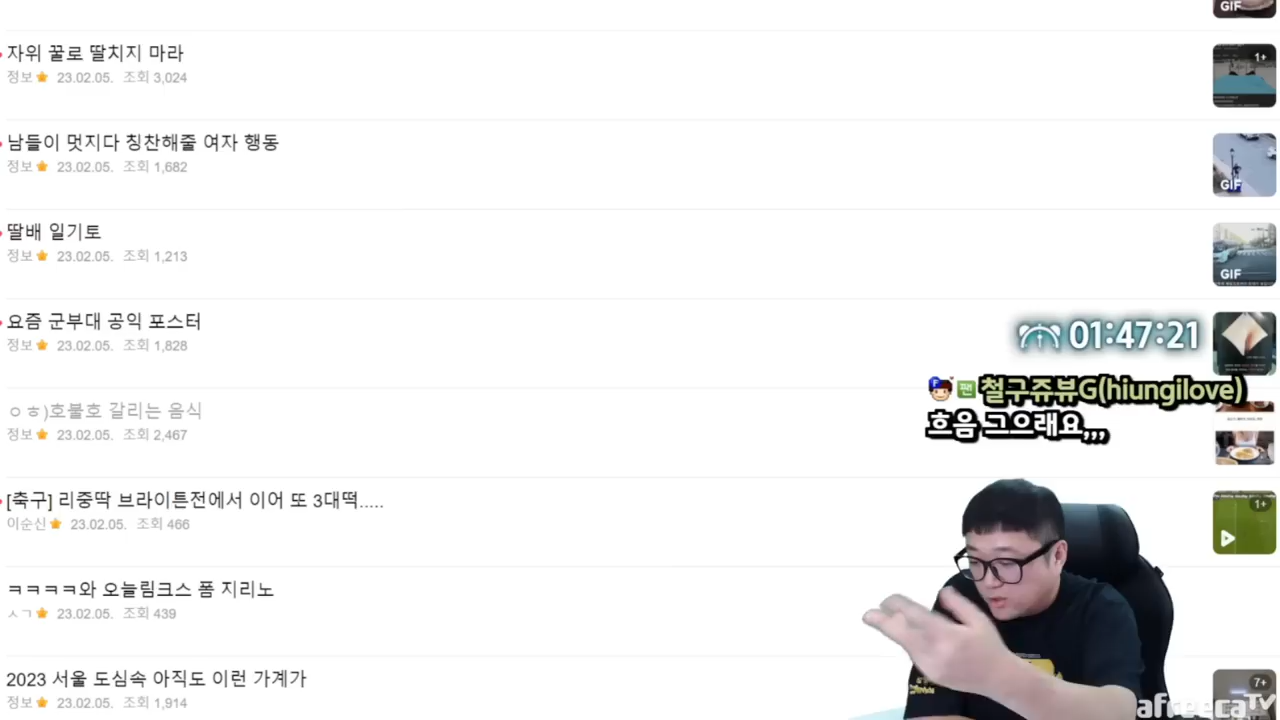 GIF
자위 꿀로 딸치지 마라
정보 23.02.05. 조회 3,024
1+
남들이 멋지다 칭찬해줄 여자 행동
정보 23.02.05. 조회 1,682
GIF
딸배 일기토
정보 23.02.05. 조회 1,213
GIF
요즘 군부대 공익 포스터
정보 23.02.05. 조회 1,828
01:47:21
F 팬 철구쥬뷰G(hiungilove)
흐음 그으래요,,,
ㅇㅎ)호불호 갈리는 음식
정보 23.02.05. 조회 2,467
[축구] 리중딱 브라이튼전에서 이어 또 3대떡.....
이순신 23.02.05. 조회 466
1+
ㅋㅋㅋㅋ와 오늘림크스 폼 지리노
ㅅㄱ 23.02.05. 조회 439
2023 서울 도심속 아직도 이런 가계가
정보 23.02.05. 조회 1,914
7+
afreecaTV